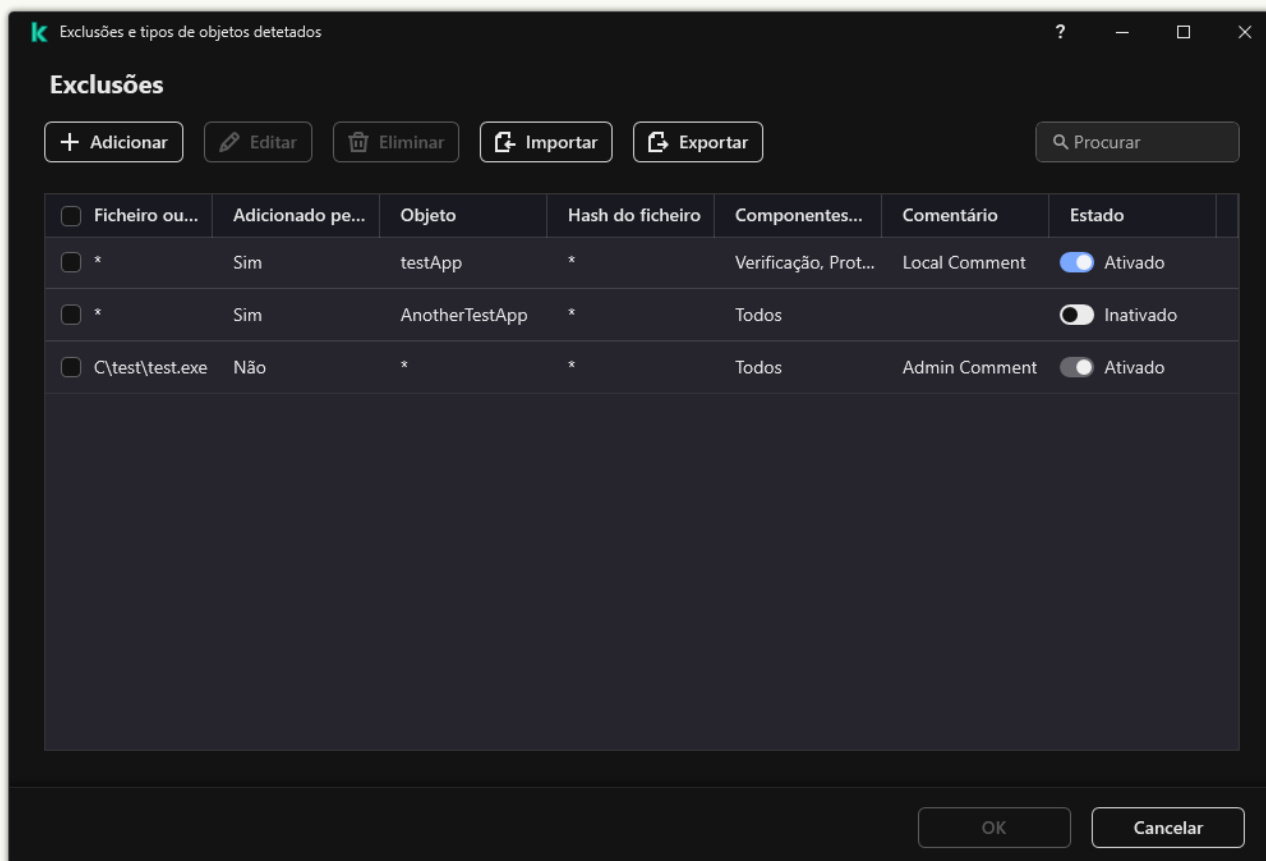 Exclusões e tipos de objetos detetados
?
Exclusões
Adicionar Editar Eliminar Importar Exportar Procurar
Ficheiro ou... Adicionado pe... Objeto Hash do ficheiro Componentes... Comentário Estado
* Sim testApp * Verificação, Prot... Local Comment Ativado
* Sim AnotherTestApp * Todos Inativado
C\test\test.exe Não * * Todos Admin Comment Ativado
OK Cancelar